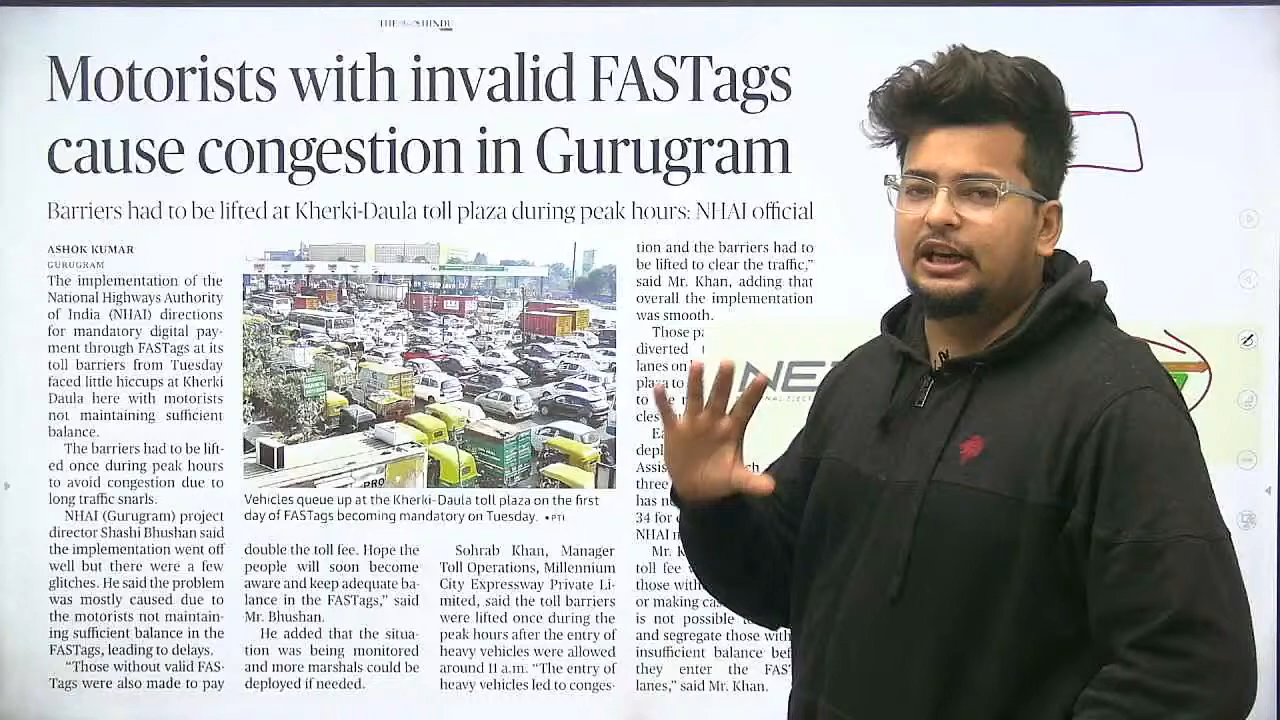 THE HINDU
Motorists with invalid FASTags
cause congestion in Gurugram
Barriers had to be lifted at Kherki-Daula toll plaza during peak hours: NHAI official
ASHOK KUMAR
GURUGRAM
The implementation of the
National Highways Authority
of India (NHAI) directions
for mandatory digital pay-
ment through FASTags at its
toll barriers from Tuesday
faced little hiccups at Kherki
Daula here with motorists
not maintaining sufficient
balance.
The barriers had to be lift-
ed once during peak hours
to avoid congestion due to
long traffic snarls.
NHAI (Gurugram) project
director Shashi Bhushan said
the implementation went off
well but there were a few
glitches. He said the problem
was mostly caused due to
the motorists not maintain-
ing sufficient balance in the
FASTags, leading to delays.
“Those without valid FAS-
Tags were also made to pay
Vehicles queue up at the Kherki-Daula toll plaza on the first
day of FASTags becoming mandatory on Tuesday. •PTI
double the toll fee. Hope the
people will soon become
aware and keep adequate ba-
lance in the FASTags,” said
Mr. Bhushan.
He added that the situa-
tion was being monitored
and more marshals could be
deployed if needed.
Sohrab Khan, Manager
Toll Operations, Millennium
City Expressway Private Li-
mited, said the toll barriers
were lifted once during the
peak hours after the entry of
heavy vehicles were allowed
around 11 a.m. “The entry of
heavy vehicles led to conges-
tion and the barriers had to
be lifted to clear the traffic,”
said Mr. Khan, adding that
overall the implementation
was smooth.
Those
diverted
lanes
to
three
34 for
NHAI
Mr.
toll fee
those with
or making
is not possible
and segregate those with
insufficient balance
they enter the FAS
lanes,” said Mr. Khan.
NE